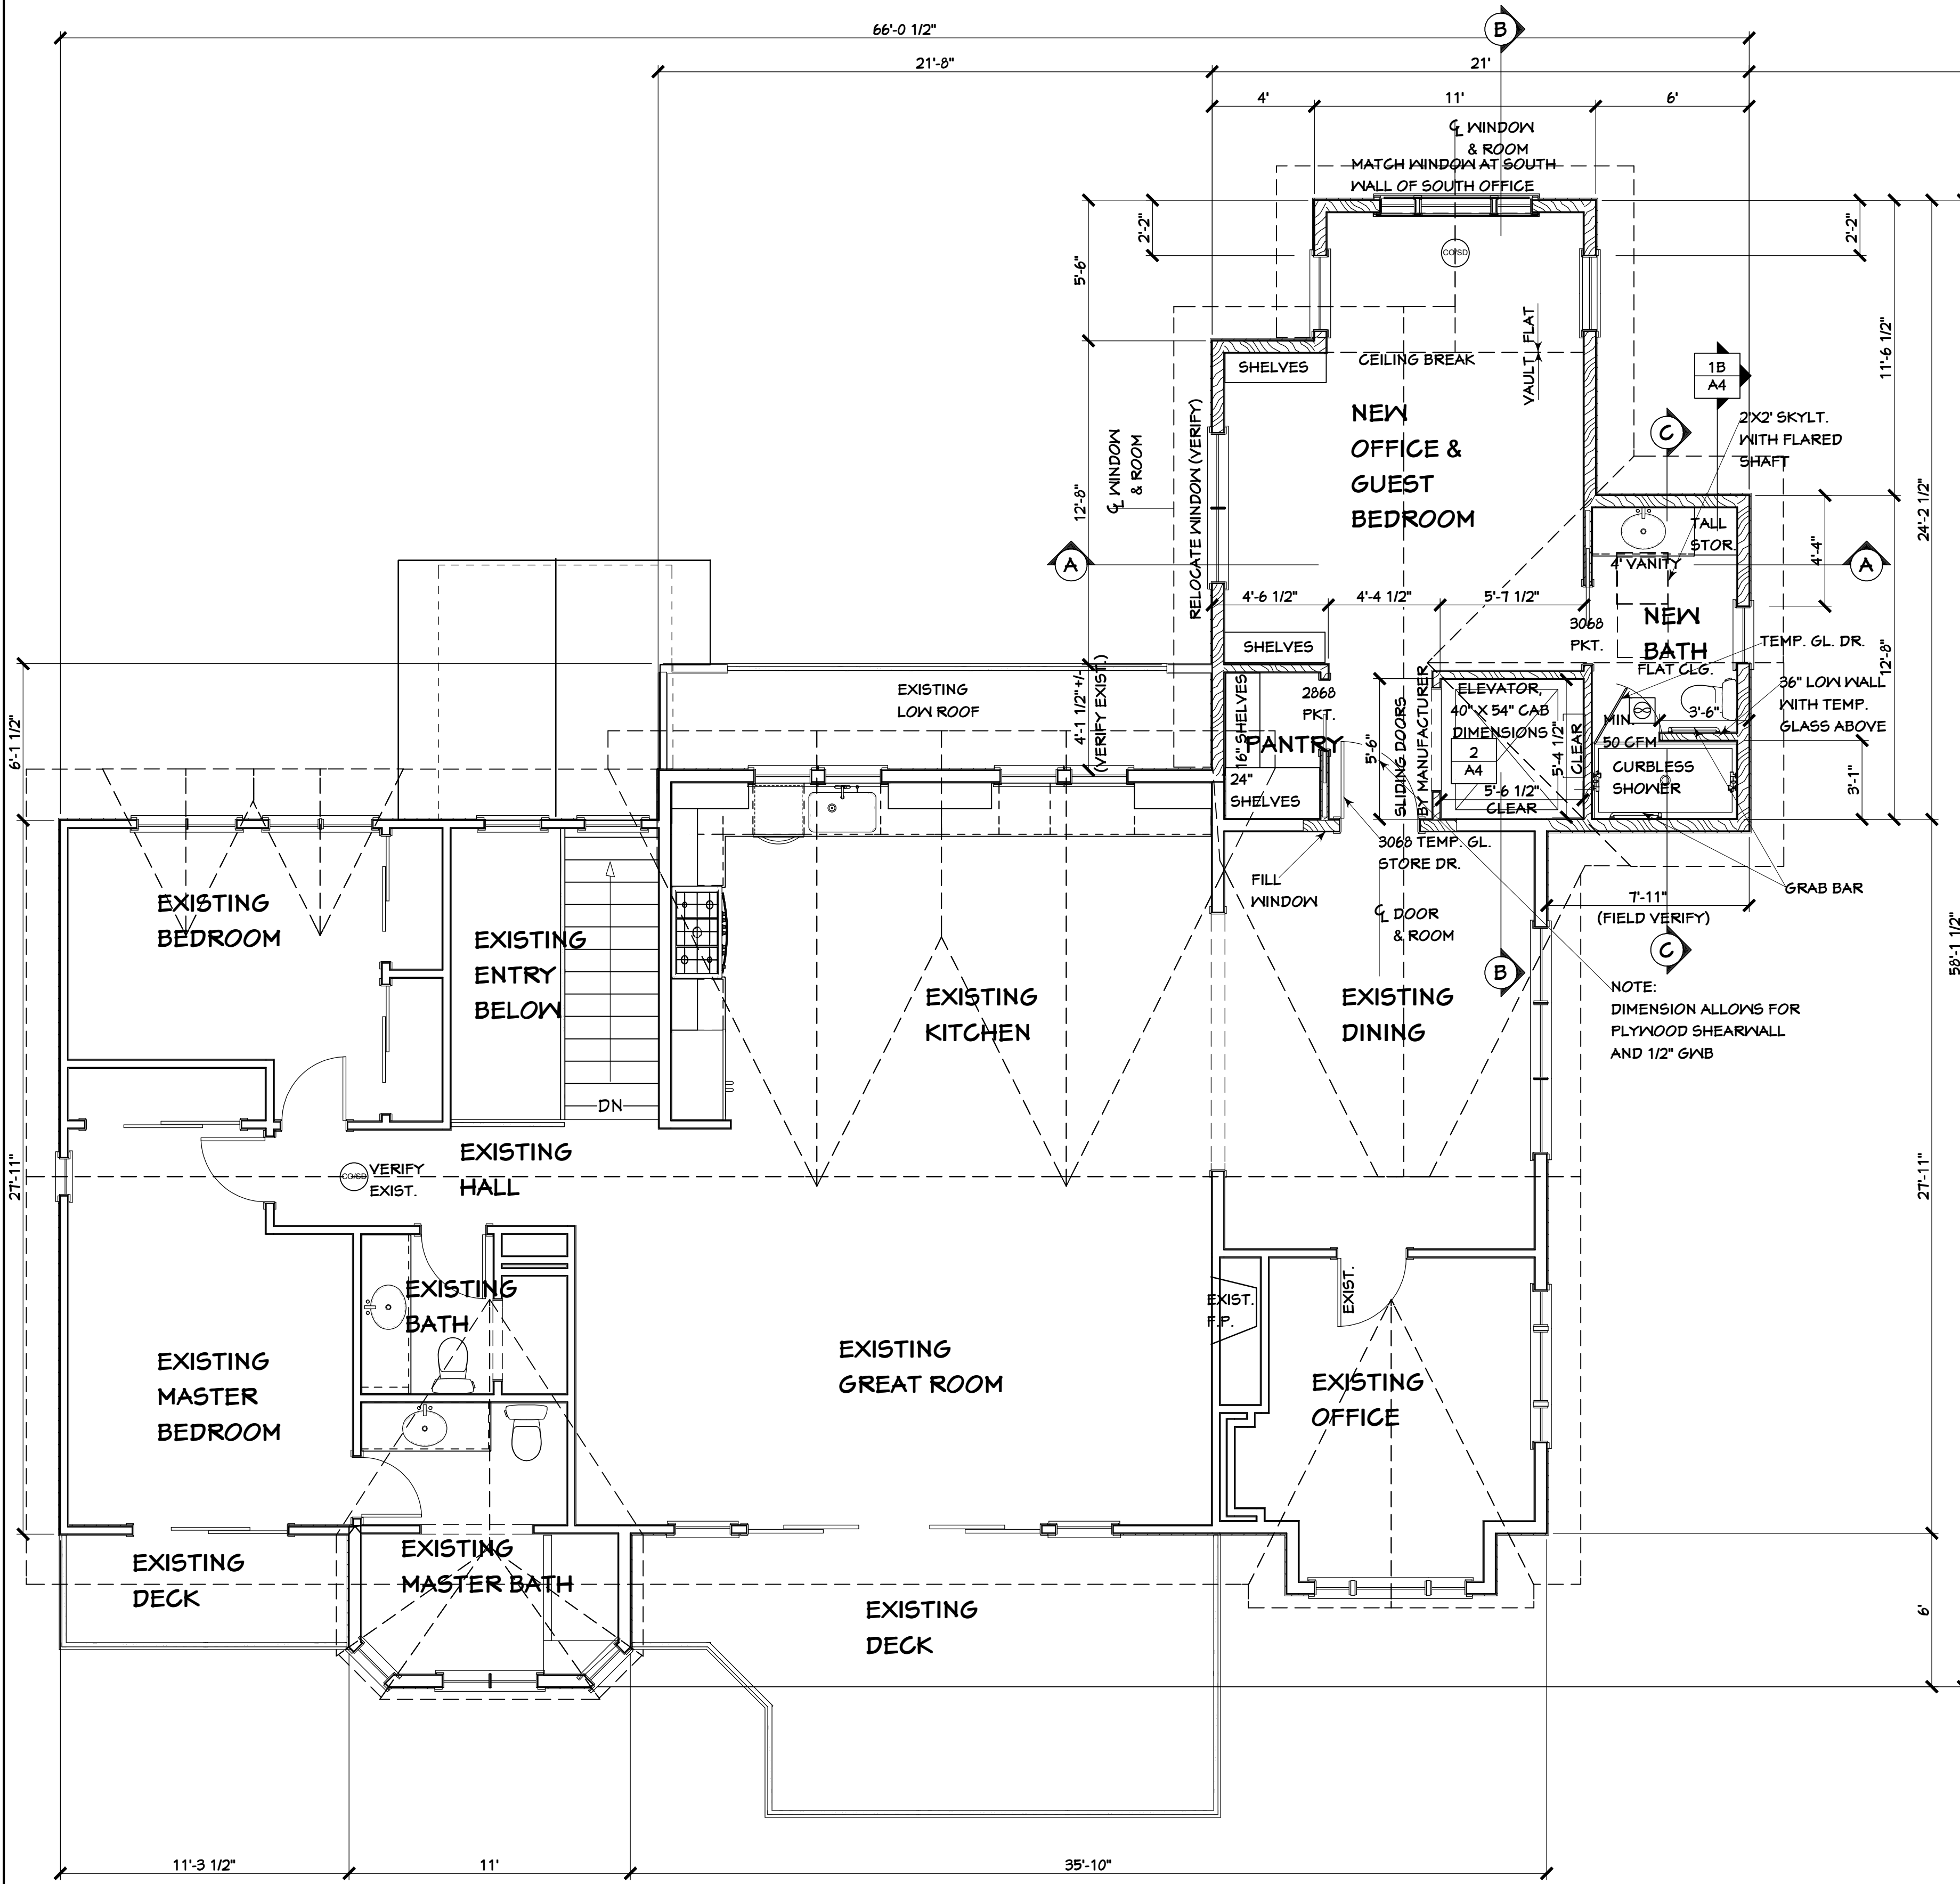 66'-0 1/2"
B
21'-8"
21'
4'
11'
6'
℄ WINDOW
& ROOM
MATCH WINDOW AT SOUTH
WALL OF SOUTH OFFICE
2'-2"
2'-2"
CO/SD
5'-6"
VAULT FLAT
11'-6 1/2"
SHELVES
CEILING BREAK
1B
A4
NEW
OFFICE &
GUEST
BEDROOM
2'X2' SKYLT.
WITH FLARED
SHAFT
C
℄ WINDOW
& ROOM
RELOCATE WINDOW (VERIFY)
12'-8"
24'-2 1/2"
TALL
STOR.
4' VANITY
4'-4"
A
A
4'-6 1/2"
4'-4 1/2"
5'-7 1/2"
3068
PKT.
NEW
BATH
FLAT CLG.
TEMP. GL. DR.
12'-8"
SHELVES
EXISTING
LOW ROOF
4'-1 1/2"+/-
(VERIFY EXIST.)
16" SHELVES
2868
PKT.
PANTRY
24"
SHELVES
5'-6"
SLIDING DOORS
BY MANUFACTURER
ELEVATOR,
40" X 54" CAB
DIMENSIONS
2
A4
5'-4 1/2"
CLEAR
5'-6 1/2"
CLEAR
MIN.
50 CFM
3'-6"
36" LOW WALL
WITH TEMP.
GLASS ABOVE
CURBLESS
SHOWER
3'-1"
6'-1 1/2"
3068 TEMP. GL.
STORE DR.
FILL
WINDOW
GRAB BAR
7'-11"
(FIELD VERIFY)
℄ DOOR
& ROOM
C
B
58'-1 1/2"
NOTE:
DIMENSION ALLOWS FOR
PLYWOOD SHEARWALL
AND 1/2" GWB
EXISTING
BEDROOM
EXISTING
ENTRY
BELOW
EXISTING
KITCHEN
EXISTING
DINING
DN
EXISTING
HALL
CO/SD
VERIFY
EXIST.
27'-11"
27'-11"
EXISTING
BATH
EXIST.
F.P.
EXIST.
EXISTING
MASTER
BEDROOM
EXISTING
GREAT ROOM
EXISTING
OFFICE
EXISTING
DECK
EXISTING
MASTER BATH
EXISTING
DECK
6'
11'-3 1/2"
11'
35'-10"